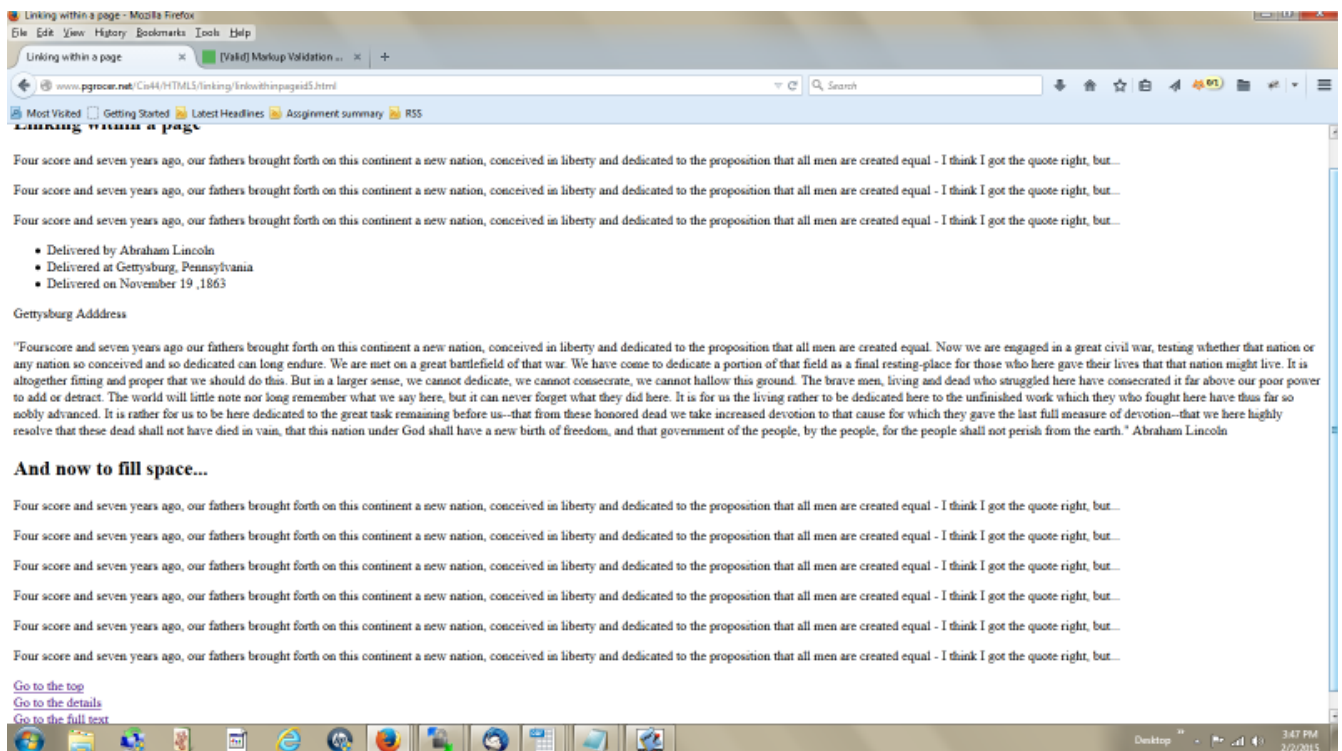 Linking within a page - Mozilla Firefox
File Edit View History Bookmarks Tools Help
Linking within a page × [Valid] Markup Validation ... × +
www.pgrocer.net/Cis44/HTML5/linking/linkwithinpageid5.html Search 0/1
Most Visited Getting Started Latest Headlines Assginment summary RSS
Linking within a page
Four score and seven years ago, our fathers brought forth on this continent a new nation, conceived in liberty and dedicated to the proposition that all men are created equal - I think I got the quote right, but...
Four score and seven years ago, our fathers brought forth on this continent a new nation, conceived in liberty and dedicated to the proposition that all men are created equal - I think I got the quote right, but...
Four score and seven years ago, our fathers brought forth on this continent a new nation, conceived in liberty and dedicated to the proposition that all men are created equal - I think I got the quote right, but...
• Delivered by Abraham Lincoln
• Delivered at Gettysburg, Pennsylvania
• Delivered on November 19 ,1863
Gettysburg Adddress
"Fourscore and seven years ago our fathers brought forth on this continent a new nation, conceived in liberty and dedicated to the proposition that all men are created equal. Now we are engaged in a great civil war, testing whether that nation or
any nation so conceived and so dedicated can long endure. We are met on a great battlefield of that war. We have come to dedicate a portion of that field as a final resting-place for those who here gave their lives that that nation might live. It is
altogether fitting and proper that we should do this. But in a larger sense, we cannot dedicate, we cannot consecrate, we cannot hallow this ground. The brave men, living and dead who struggled here have consecrated it far above our poor power
to add or detract. The world will little note nor long remember what we say here, but it can never forget what they did here. It is for us the living rather to be dedicated here to the unfinished work which they who fought here have thus far so
nobly advanced. It is rather for us to be here dedicated to the great task remaining before us--that from these honored dead we take increased devotion to that cause for which they gave the last full measure of devotion--that we here highly
resolve that these dead shall not have died in vain, that this nation under God shall have a new birth of freedom, and that government of the people, by the people, for the people shall not perish from the earth." Abraham Lincoln
And now to fill space...
Four score and seven years ago, our fathers brought forth on this continent a new nation, conceived in liberty and dedicated to the proposition that all men are created equal - I think I got the quote right, but...
Four score and seven years ago, our fathers brought forth on this continent a new nation, conceived in liberty and dedicated to the proposition that all men are created equal - I think I got the quote right, but...
Four score and seven years ago, our fathers brought forth on this continent a new nation, conceived in liberty and dedicated to the proposition that all men are created equal - I think I got the quote right, but...
Four score and seven years ago, our fathers brought forth on this continent a new nation, conceived in liberty and dedicated to the proposition that all men are created equal - I think I got the quote right, but...
Four score and seven years ago, our fathers brought forth on this continent a new nation, conceived in liberty and dedicated to the proposition that all men are created equal - I think I got the quote right, but...
Four score and seven years ago, our fathers brought forth on this continent a new nation, conceived in liberty and dedicated to the proposition that all men are created equal - I think I got the quote right, but...
Go to the top
Go to the details
Go to the full text
Desktop 3:47 PM
2/2/2015